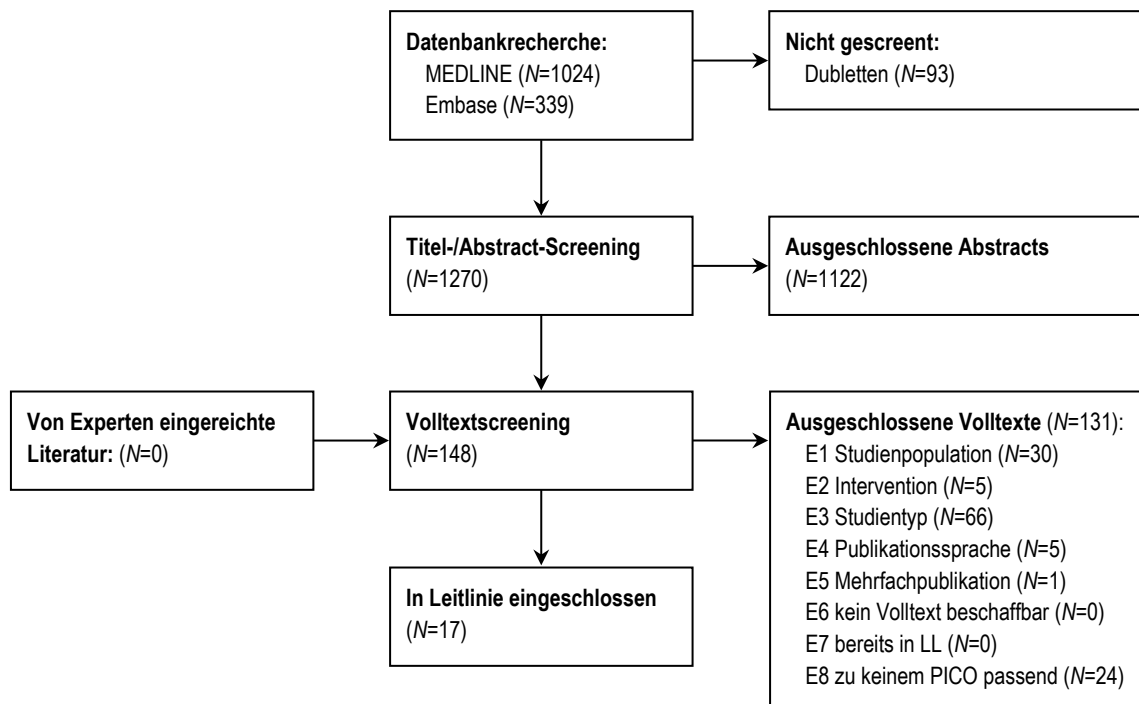 Datenbankrecherche:
MEDLINE (N=1024)
Embase (N=339)
Nicht gescreent:
Dubletten (N=93)
Titel-/Abstract-Screening
(N=1270)
Ausgeschlossene Abstracts
(N=1122)
Von Experten eingereichte
Literatur: (N=0)
Volltextscreening
(N=148)
Ausgeschlossene Volltexte (N=131):
E1 Studienpopulation (N=30)
E2 Intervention (N=5)
E3 Studientyp (N=66)
E4 Publikationssprache (N=5)
E5 Mehrfachpublikation (N=1)
E6 kein Volltext beschaffbar (N=0)
E7 bereits in LL (N=0)
E8 zu keinem PICO passend (N=24)
In Leitlinie eingeschlossen
(N=17)